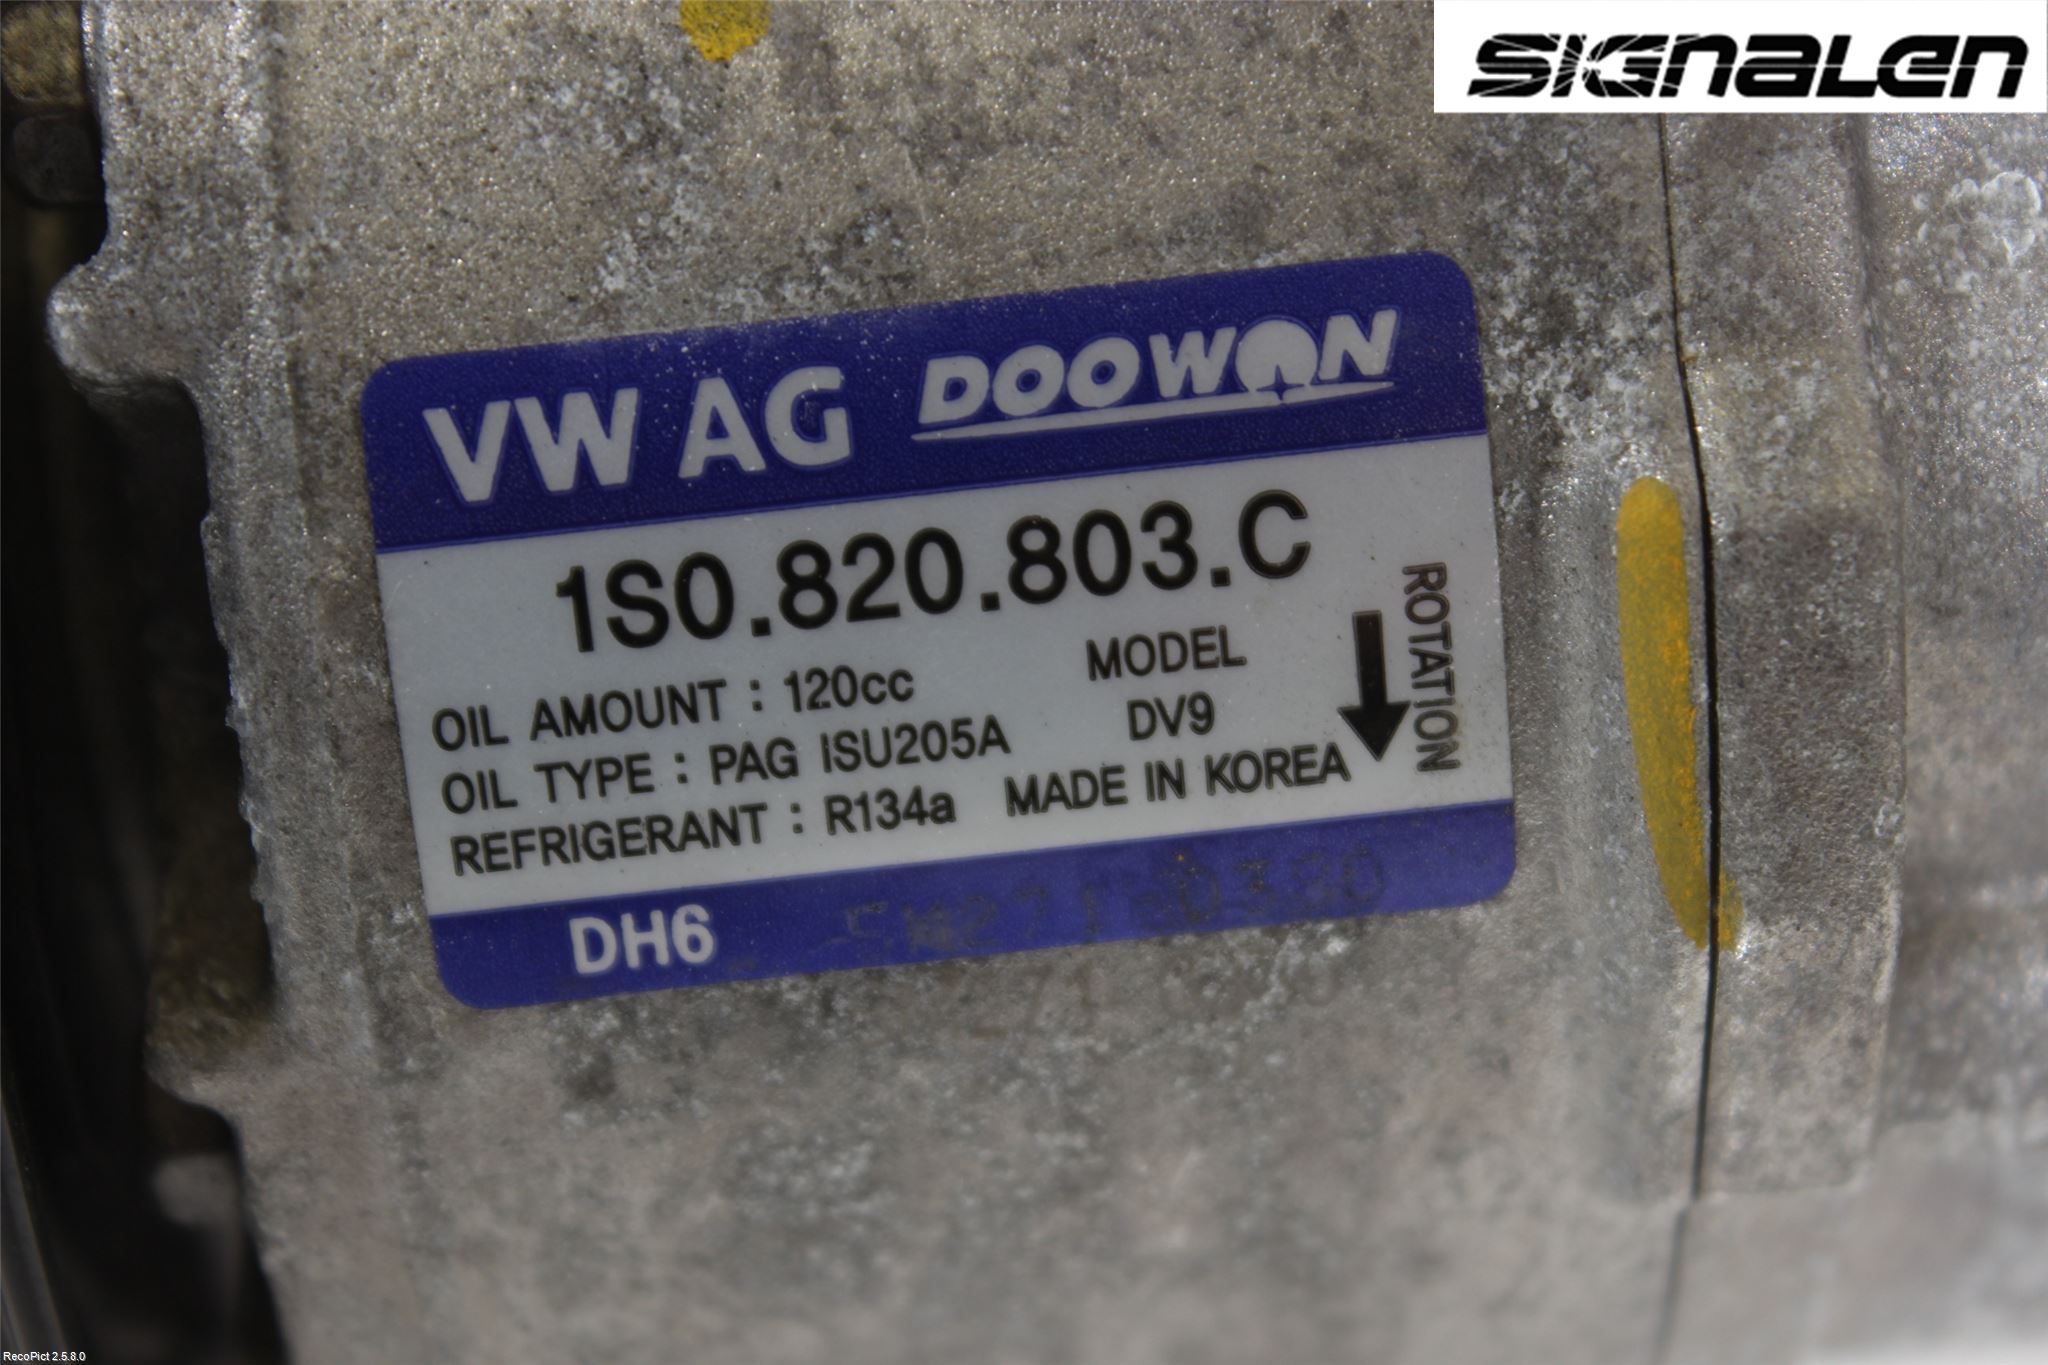 SIGNALEN
VW AG DOOWON
1S0.820.803.C
OIL AMOUNT : 120cc
MODEL
OIL TYPE : PAG ISU205A
DV9
REFRIGERANT : R134a
MADE IN KOREA
ROTATION
DH6
RecoPict 2.5.8.0